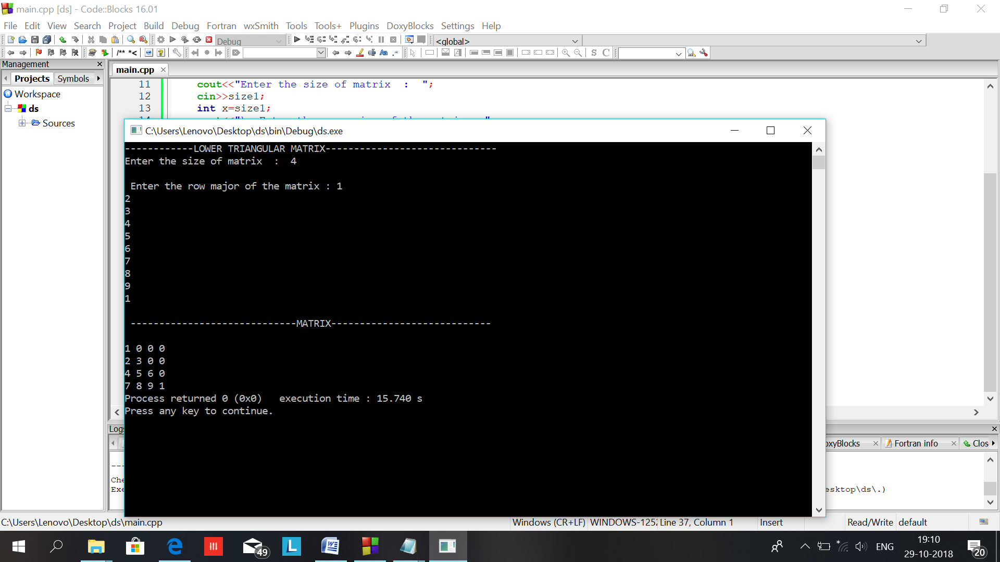 main.cpp [ds] - Code::Blocks 16.01
File Edit View Search Project Build Debug Fortran wxSmith Tools Tools+ Plugins DoxyBlocks Settings Help
Debug
<global>
/** *<
Aa .*
S C
Management
Projects Symbols
Workspace
ds
Sources
main.cpp
11 cout<<"Enter the size of matrix  :  ";
12 cin>>size1;
13 int x=size1;
C:\Users\Lenovo\Desktop\ds\bin\Debug\ds.exe
------------LOWER TRIANGULAR MATRIX------------------------------
Enter the size of matrix  :  4
Enter the row major of the matrix : 1
2
3
4
5
6
7
8
9
1
-----------------------------MATRIX----------------------------
1 0 0 0
2 3 0 0
4 5 6 0
7 8 9 1
Process returned 0 (0x0)   execution time : 15.740 s
Press any key to continue.
Logs
oxyBlocks Fortran info Clos
Che
Exe
esktop\ds\.)
C:\Users\Lenovo\Desktop\ds\main.cpp
Windows (CR+LF) WINDOWS-1252 Line 37, Column 1 Insert Read/Write default
49
L
ENG
19:10
29-10-2018
20